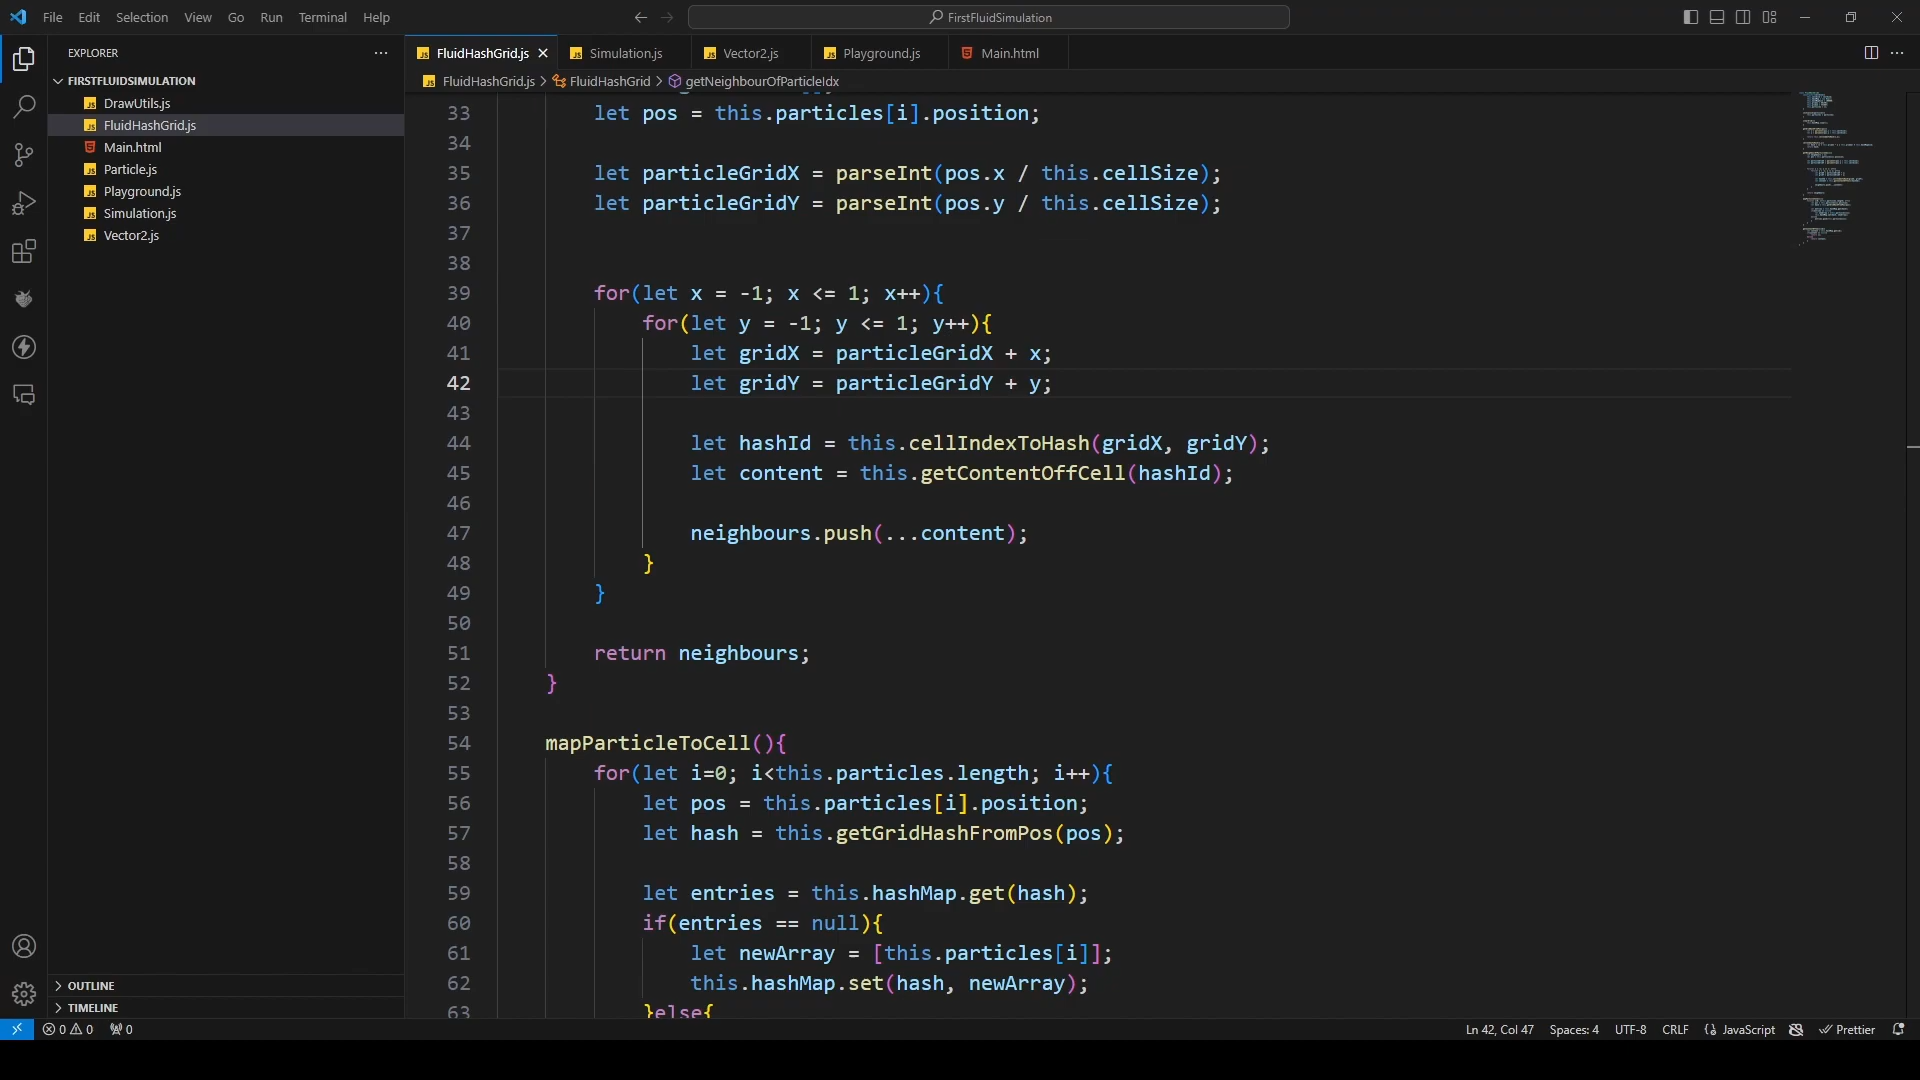 File Edit Selection View Go Run Terminal Help
FirstFluidSimulation
EXPLORER
FIRSTFLUIDSIMULATION
DrawUtils.js
FluidHashGrid.js
Main.html
Particle.js
Playground.js
Simulation.js
Vector2.js
OUTLINE
TIMELINE
FluidHashGrid.js Simulation.js Vector2.js Playground.js Main.html
FluidHashGrid.js > FluidHashGrid > getNeighbourOfParticleIdx
33 let pos = this.particles[i].position;
34
35 let particleGridX = parseInt(pos.x / this.cellSize);
36 let particleGridY = parseInt(pos.y / this.cellSize);
37
38
39 for(let x = -1; x <= 1; x++){
40 for(let y = -1; y <= 1; y++){
41 let gridX = particleGridX + x;
42 let gridY = particleGridY + y;
43
44 let hashId = this.cellIndexToHash(gridX, gridY);
45 let content = this.getContentOffCell(hashId);
46
47 neighbours.push(...content);
48 }
49 }
50
51 return neighbours;
52 }
53
54 mapParticleToCell(){
55 for(let i=0; i<this.particles.length; i++){
56 let pos = this.particles[i].position;
57 let hash = this.getGridHashFromPos(pos);
58
59 let entries = this.hashMap.get(hash);
60 if(entries == null){
61 let newArray = [this.particles[i]];
62 this.hashMap.set(hash, newArray);
63 }else{
0 0 0 Ln 42, Col 47 Spaces: 4 UTF-8 CRLF JavaScript Prettier